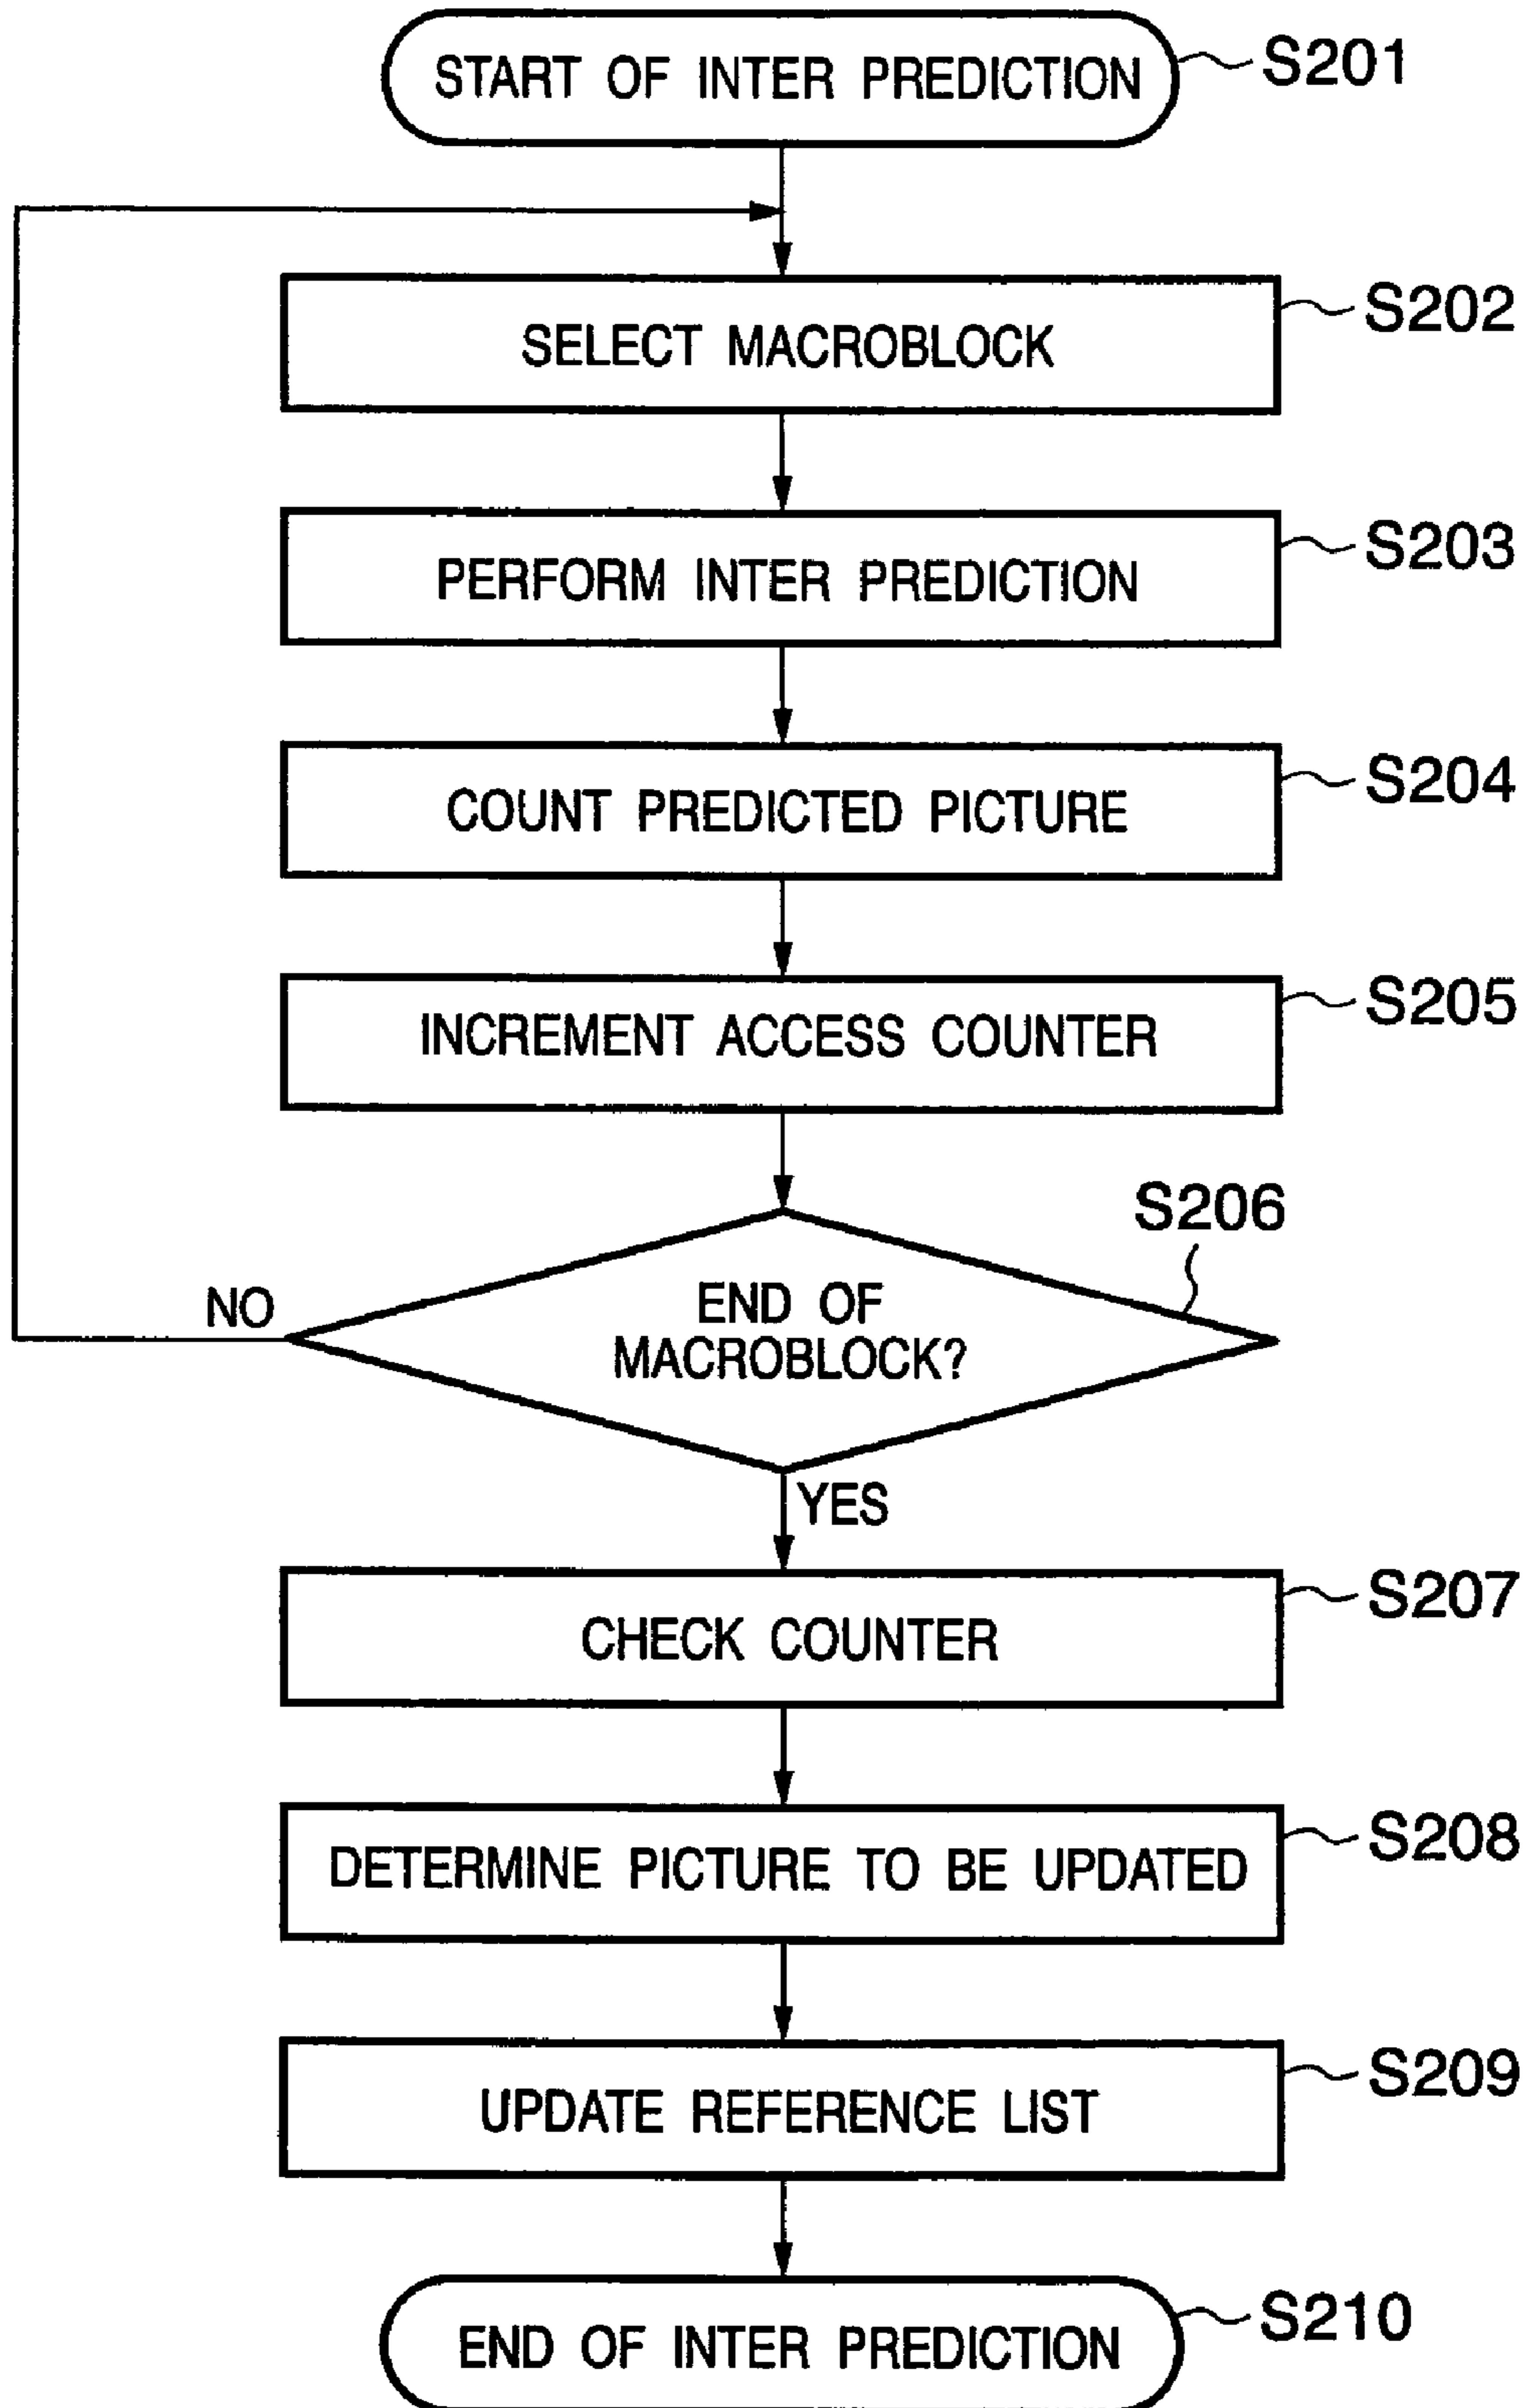 START OF INTER PREDICTION
S201
SELECT MACROBLOCK
S202
PERFORM INTER PREDICTION
S203
COUNT PREDICTED PICTURE
S204
INCREMENT ACCESS COUNTER
S205
S206
END OF
MACROBLOCK?
NO
YES
CHECK COUNTER
S207
DETERMINE PICTURE TO BE UPDATED
S208
UPDATE REFERENCE LIST
S209
END OF INTER PREDICTION
S210